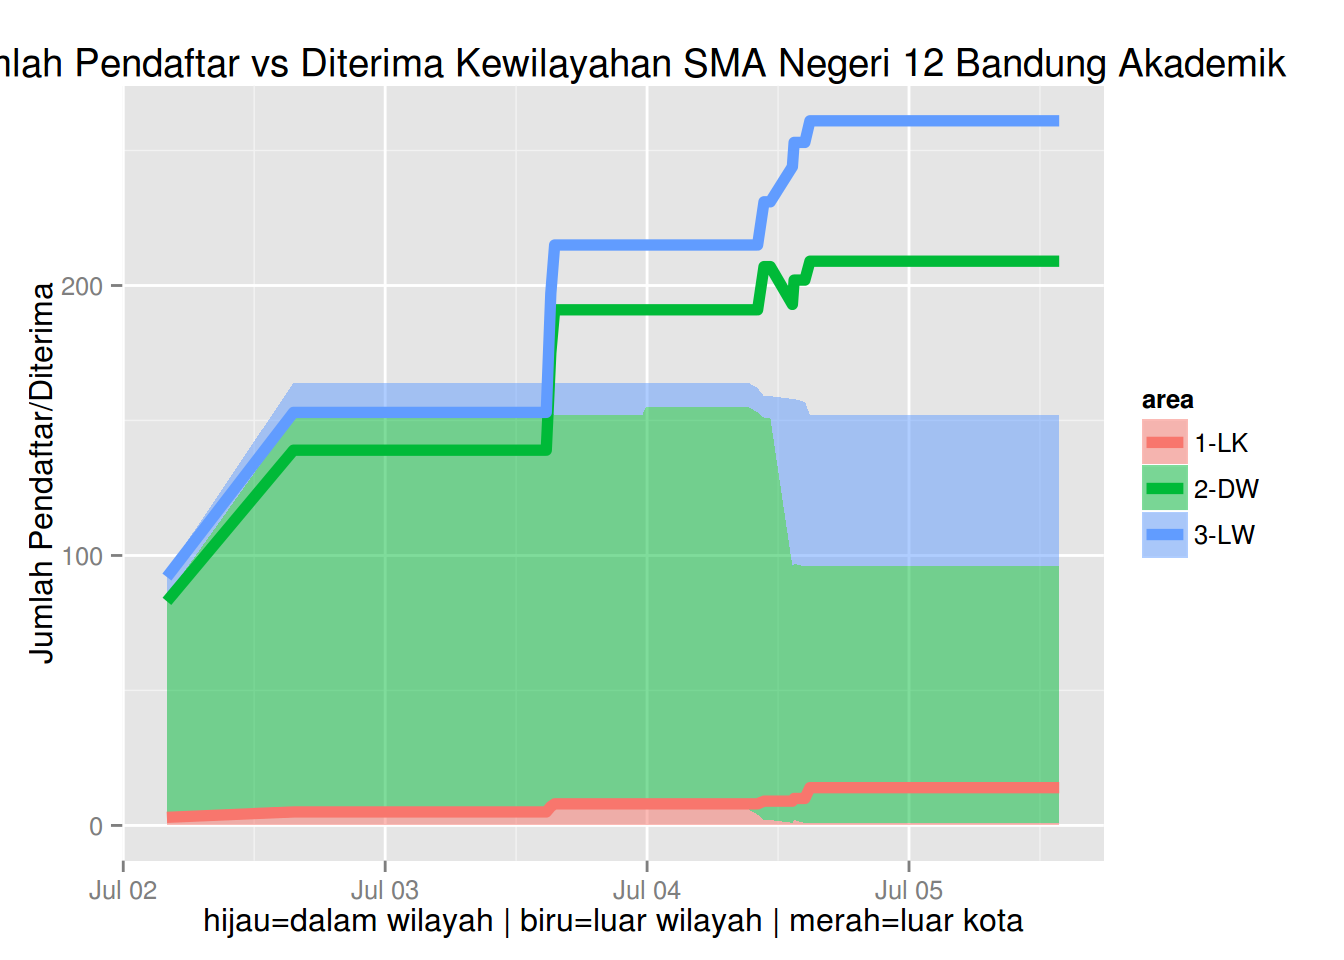 Pendaftar vs Diterima Kewilayahan SMA Negeri 12 Bandung Akademik
Jumlah Pendaftar/Diterima
200
100
0
Jul 02 Jul 03 Jul 04 Jul 05
hijau=dalam wilayah | biru=luar wilayah | merah=luar kota
area
1-LK
2-DW
3-LW